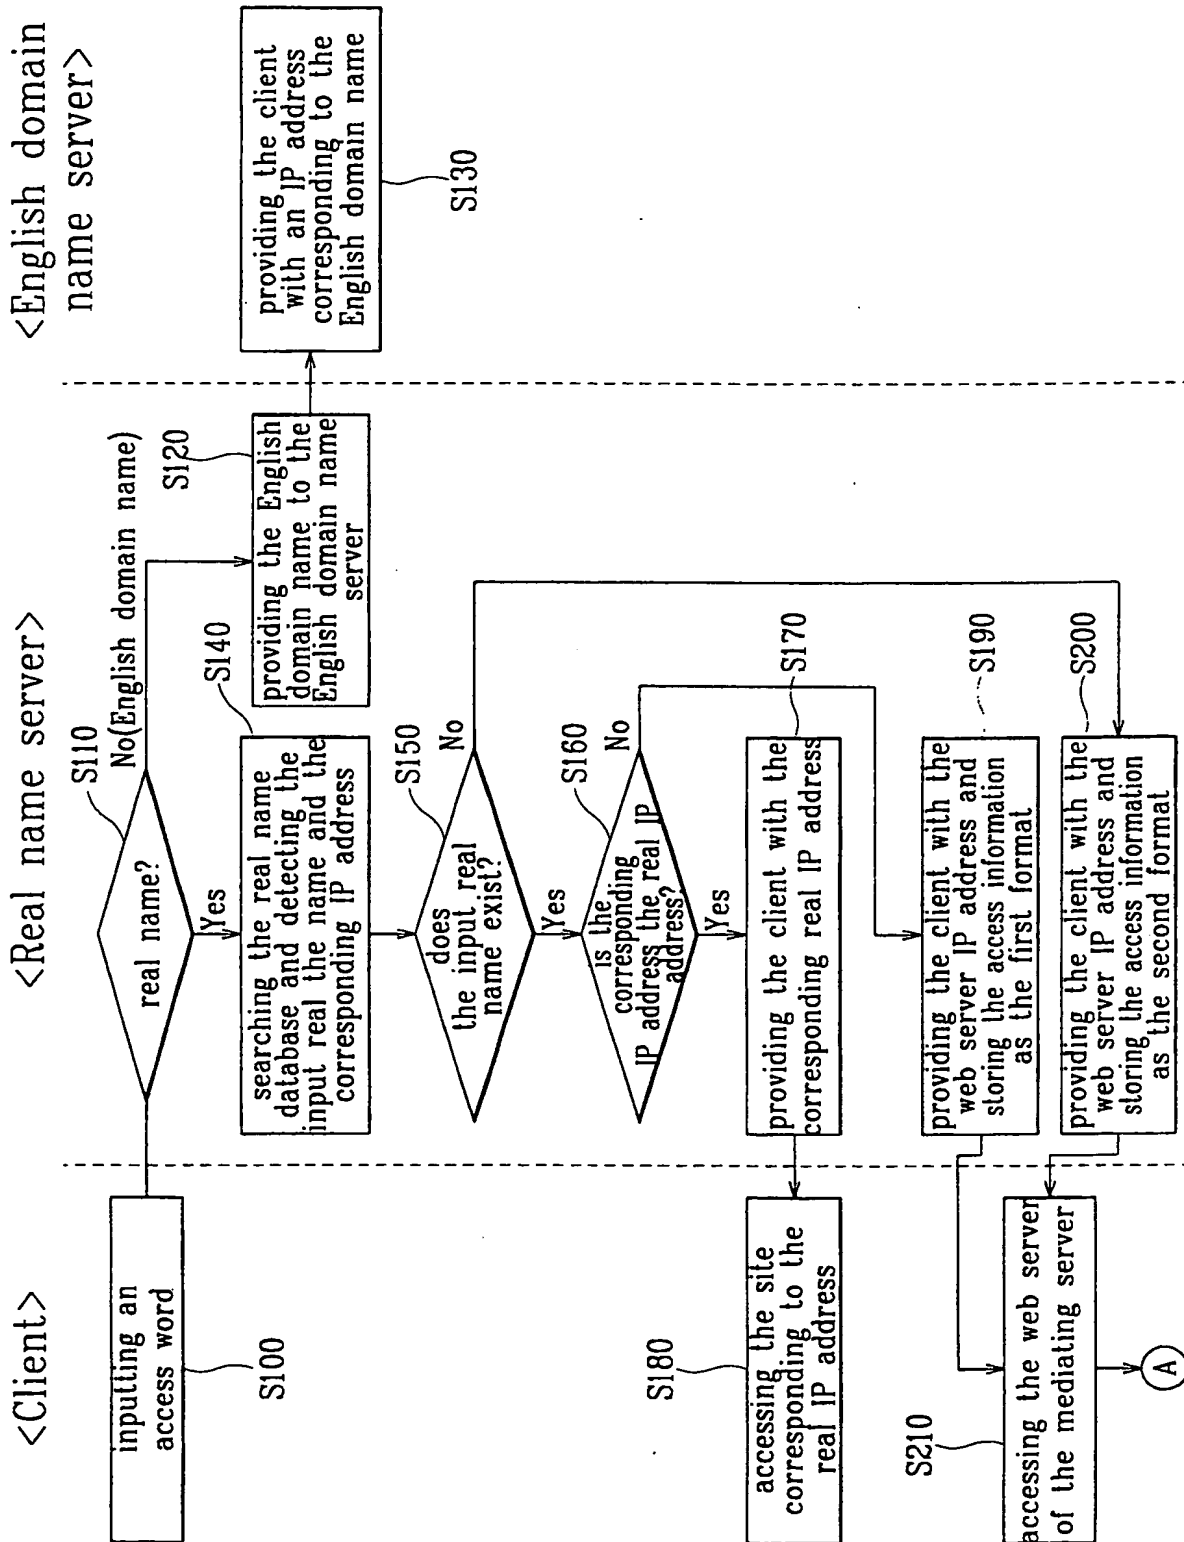 <Client>
<Real name server>
<English domain
name server>
inputting an
access word
S100
real name?
S110
No(English domain name)
Yes
providing the English
domain name to the
English domain name
server
S120
providing the client
with an IP address
corresponding to the
English domain name
S130
searching the real name
database and detecting the
input real the name and the
corresponding IP address
S140
does
the input real
name exist?
S150
No
Yes
is the
corresponding
IP address the real IP
address?
S160
No
Yes
providing the client with the
corresponding real IP address
S170
accessing the site
corresponding to the
real IP address
S180
providing the client with the
web server IP address and
storing the access information
as the first format
S190
providing the client with the
web server IP address and
storing the access information
as the second format
S200
accessing the web server
of the mediating server
S210
A